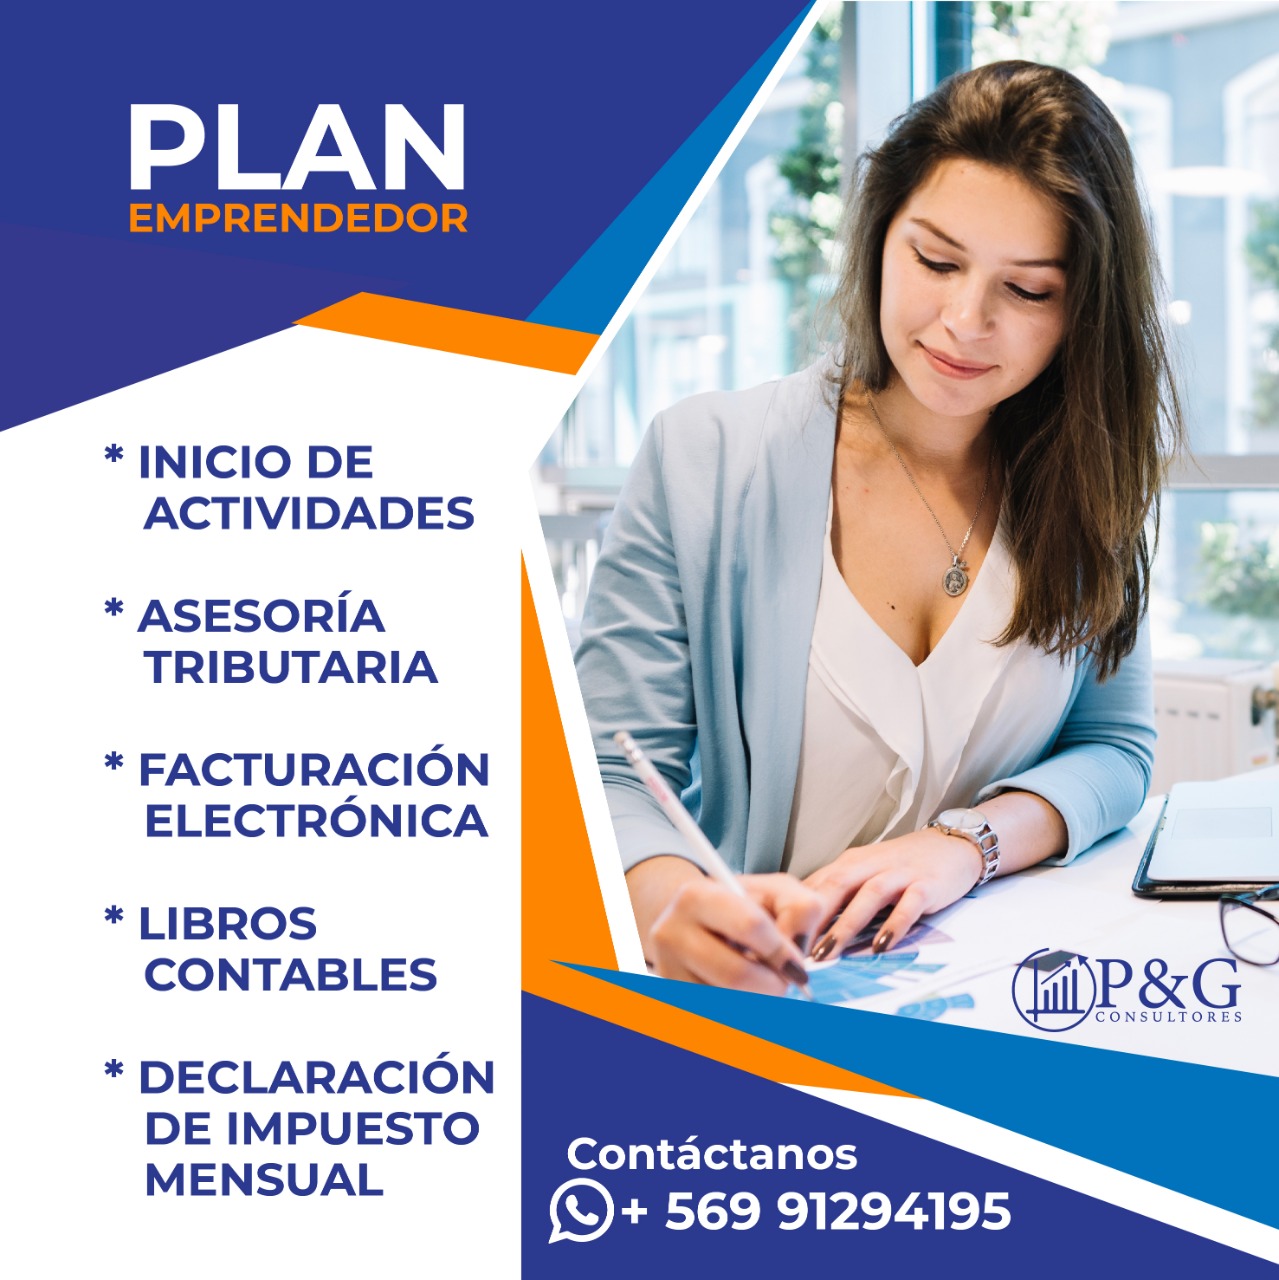 PLAN
EMPRENDEDOR
* INICIO DE
ACTIVIDADES
* ASESORÍA
TRIBUTARIA
* FACTURACIÓN
ELECTRÓNICA
* LIBROS
CONTABLES
* DECLARACIÓN
DE IMPUESTO
MENSUAL
P&G
CONSULTORES
Contáctanos
+ 569 91294195